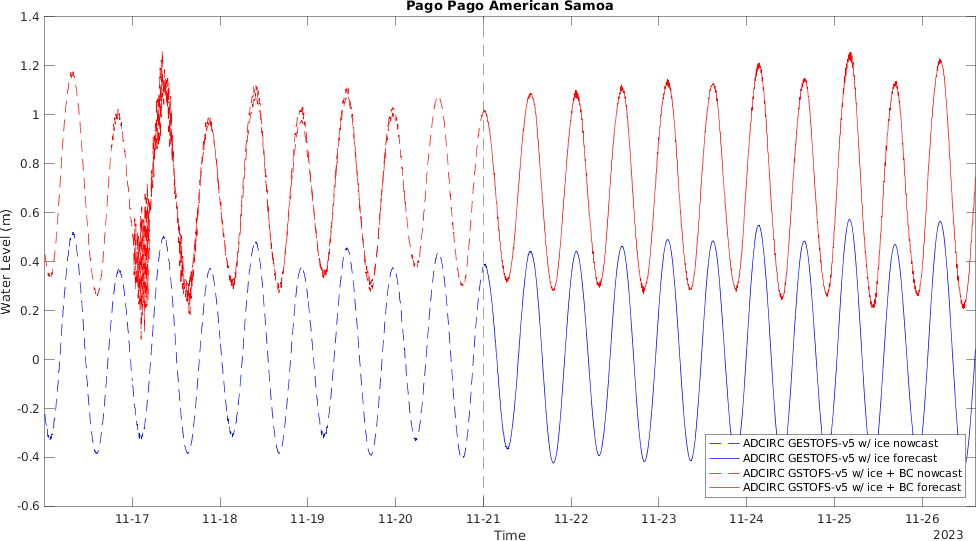 Pago Pago American Samoa
1.4
1.2
1
0.8
0.6
0.4
0.2
0
-0.2
-0.4
-0.6
Water Level (m)
ADCIRC GESTOFS-v5 w/ ice nowcast
ADCIRC GESTOFS-v5 w/ ice forecast
ADCIRC GSTOFS-v5 w/ ice + BC nowcast
ADCIRC GSTOFS-v5 w/ ice + BC forecast
11-17 11-18 11-19 11-20 11-21 11-22 11-23 11-24 11-25 11-26
Time
2023